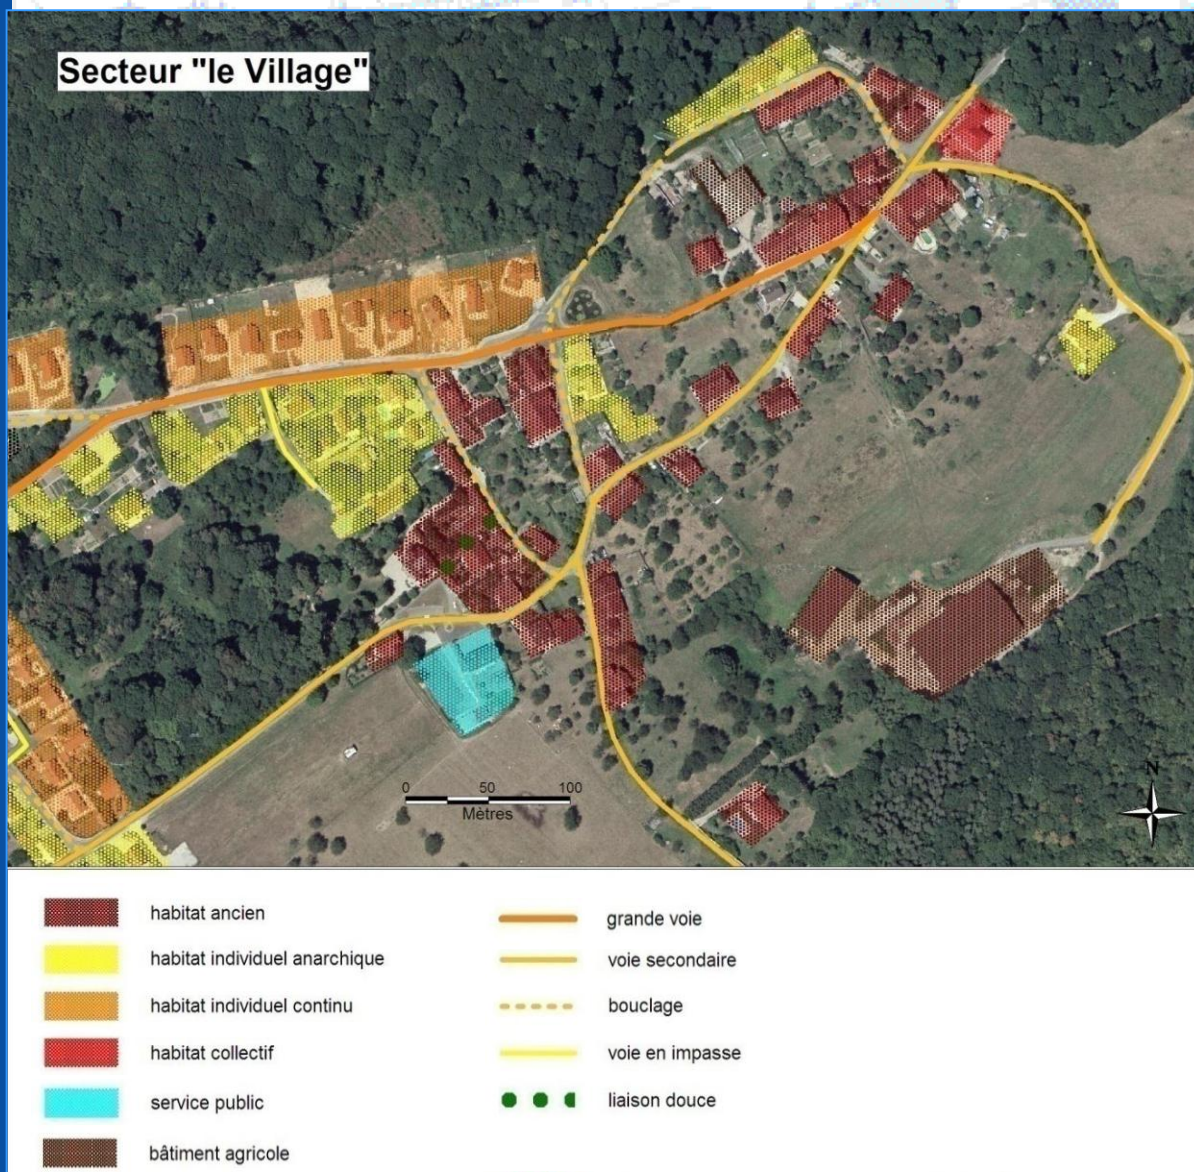 Secteur "le Village"
0 50 100
Mètres
N
habitat ancien
habitat individuel anarchique
habitat individuel continu
habitat collectif
service public
bâtiment agricole
grande voie
voie secondaire
bouclage
voie en impasse
liaison douce